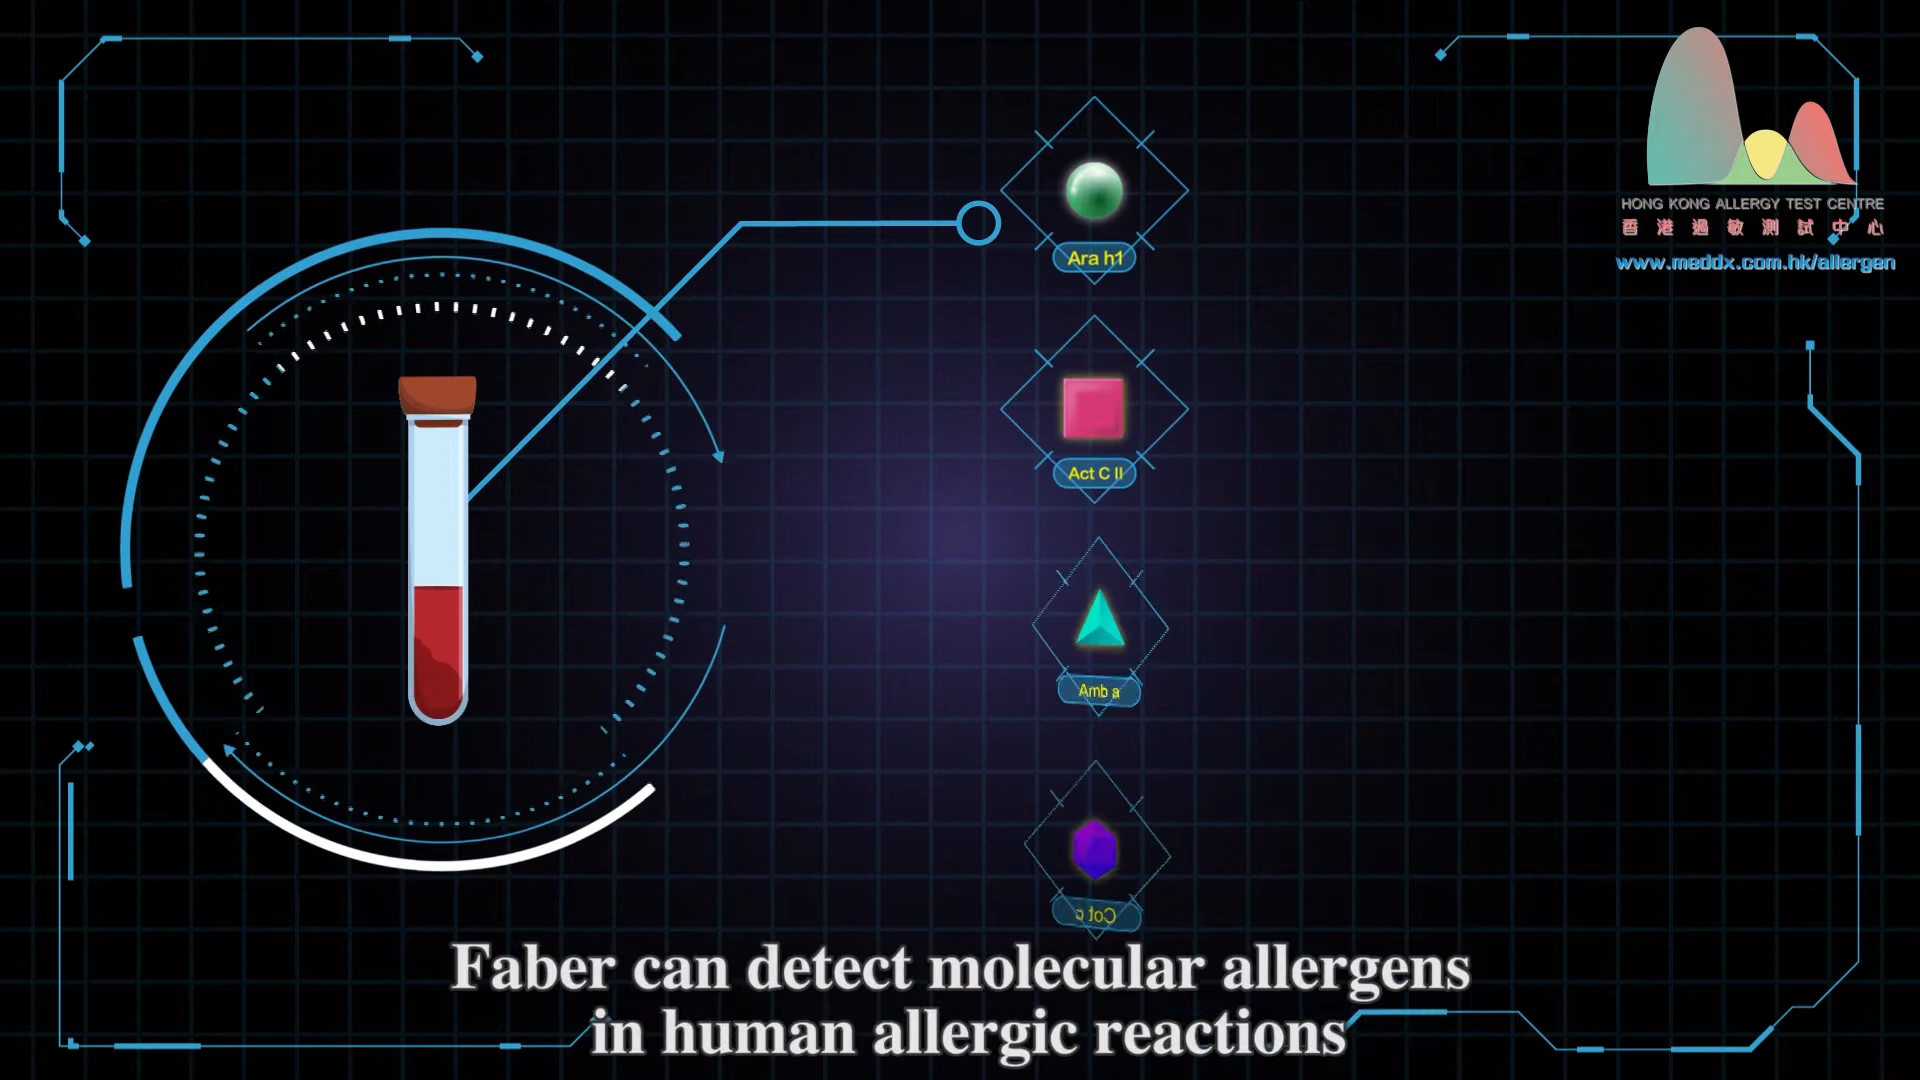 HONG KONG ALLERGY TEST CENTRE
香港過敏測試中心
www.meddx.com.hk/allergen
Ara h1
Act C II
Amb a
Faber can detect molecular allergens
in human allergic reactions